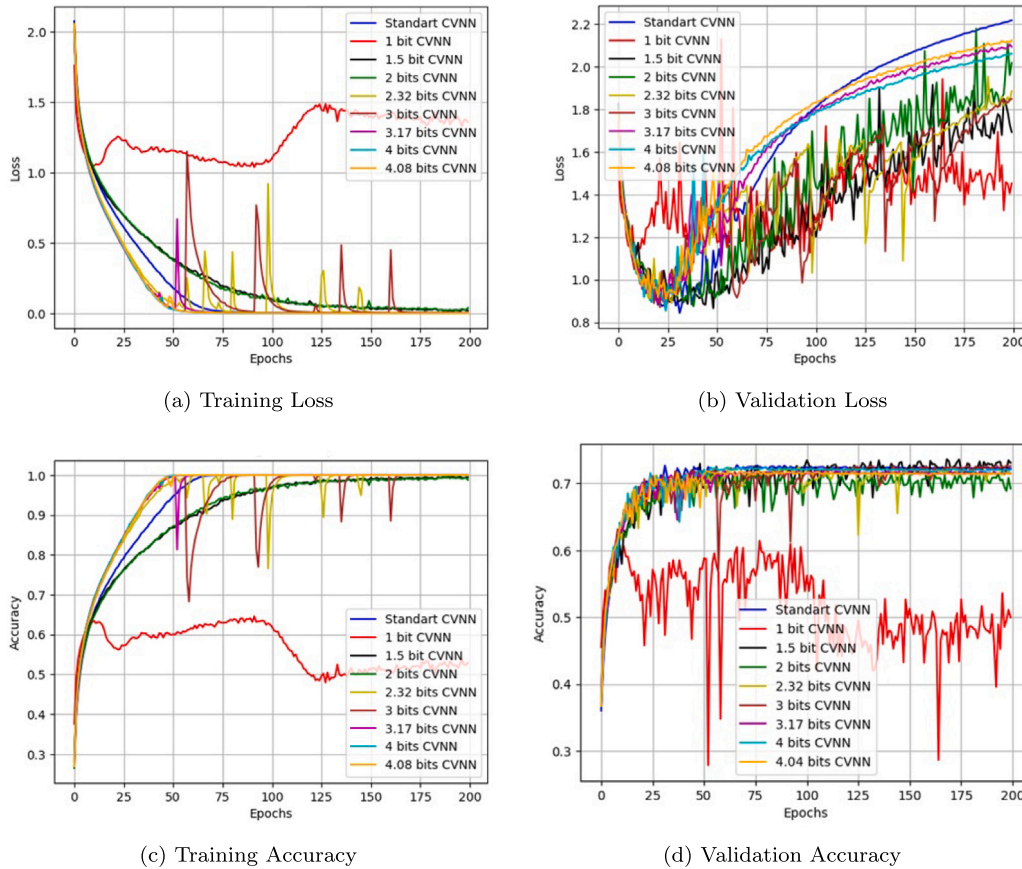 2.0
1.5
1.0
0.5
0.0
Loss
0 25 50 75 100 125 150 175 200
Epochs
Standart CVNN
1 bit CVNN
1.5 bit CVNN
2 bits CVNN
2.32 bits CVNN
3 bits CVNN
3.17 bits CVNN
4 bits CVNN
4.08 bits CVNN
(a) Training Loss
2.2
2.0
1.8
1.6
1.4
1.2
1.0
0.8
Loss
0 25 50 75 100 125 150 175 200
Epochs
Standart CVNN
1 bit CVNN
1.5 bit CVNN
2 bits CVNN
2.32 bits CVNN
3 bits CVNN
3.17 bits CVNN
4 bits CVNN
4.08 bits CVNN
(b) Validation Loss
1.0
0.9
0.8
0.7
0.6
0.5
0.4
0.3
Accuracy
0 25 50 75 100 125 150 175 200
Epochs
Standart CVNN
1 bit CVNN
1.5 bit CVNN
2 bits CVNN
2.32 bits CVNN
3 bits CVNN
3.17 bits CVNN
4 bits CVNN
4.08 bits CVNN
(c) Training Accuracy
0.7
0.6
0.5
0.4
0.3
Accuracy
0 25 50 75 100 125 150 175 200
Epochs
Standart CVNN
1 bit CVNN
1.5 bit CVNN
2 bits CVNN
2.32 bits CVNN
3 bits CVNN
3.17 bits CVNN
4 bits CVNN
4.04 bits CVNN
(d) Validation Accuracy